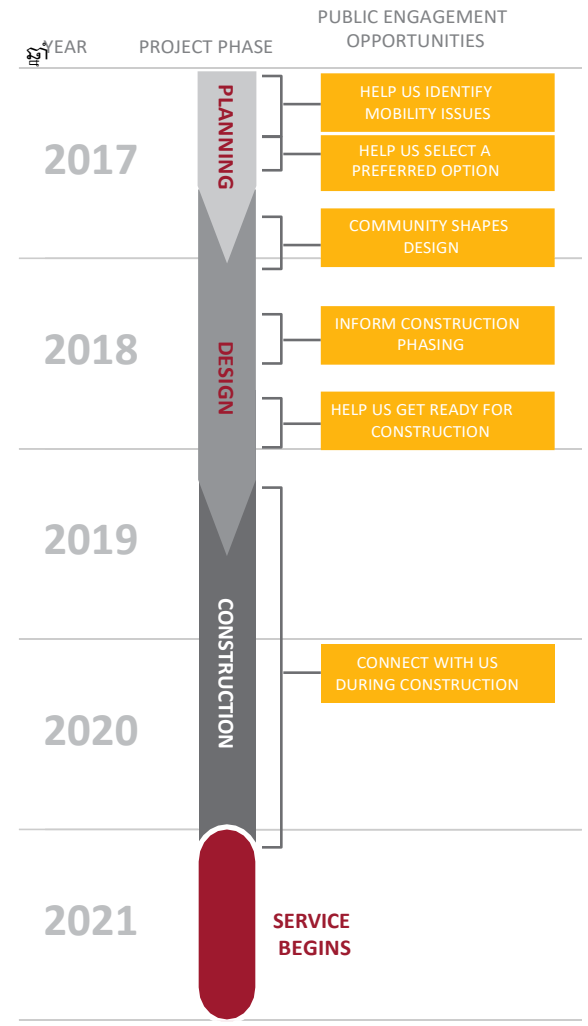 PUBLIC ENGAGEMENT
OPPORTUNITIES
ឆ្នាំ
YEAR
PROJECT PHASE
PLANNING
HELP US IDENTIFY
MOBILITY ISSUES
2017
HELP US SELECT A
PREFERRED OPTION
COMMUNITY SHAPES
DESIGN
2018
DESIGN
INFORM CONSTRUCTION
PHASING
HELP US GET READY FOR
CONSTRUCTION
2019
CONSTRUCTION
2020
CONNECT WITH US
DURING CONSTRUCTION
2021
SERVICE
BEGINS